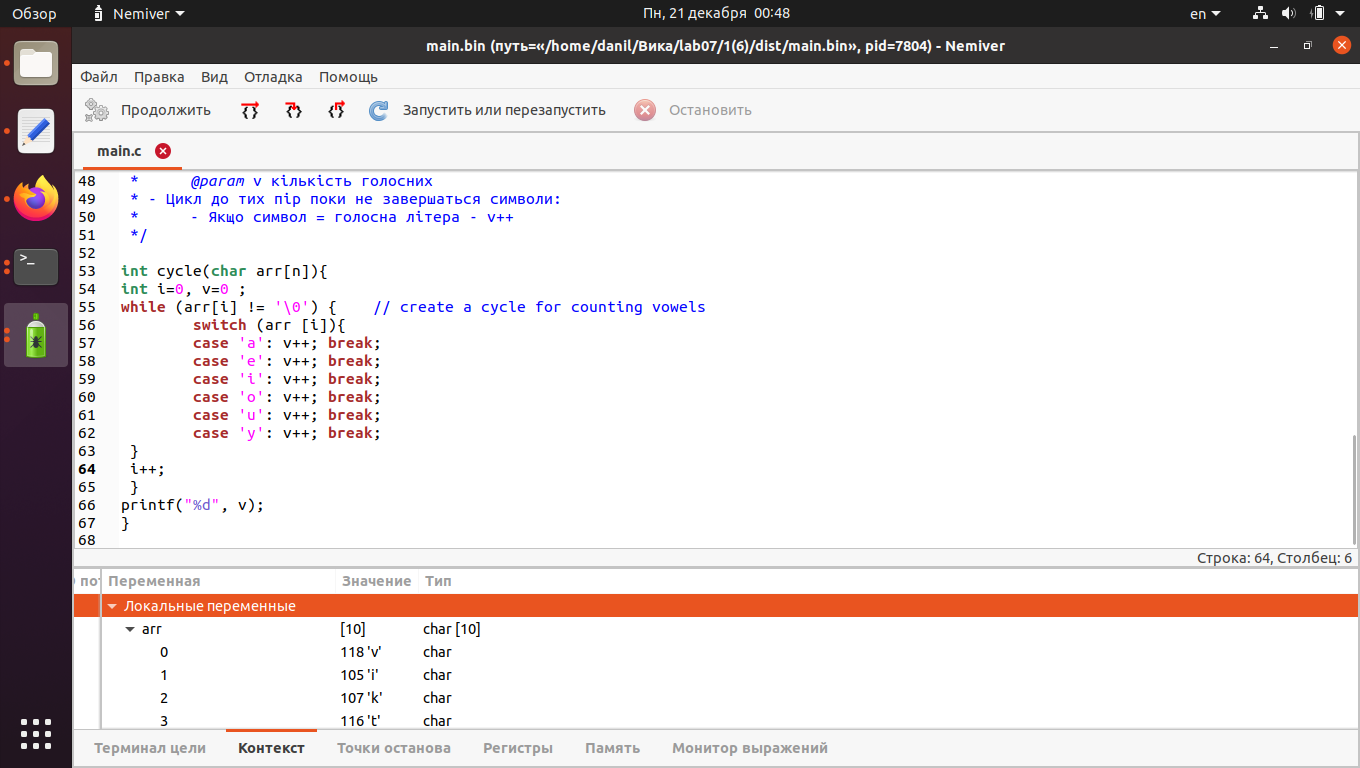 Обзор Nemiver Пн, 21 декабря 00:48 en
main.bin (путь=«/home/danil/Вика/lab07/1(6)/dist/main.bin», pid=7804) - Nemiver
Файл Правка Вид Отладка Помощь
Продолжить Запустить или перезапустить Остановить
main.c
48 * @param v кількість голосних
49 * - Цикл до тих пір поки не завершаться символи:
50 * - Якщо символ = голосна літера - v++
51 */
52
53 int cycle(char arr[n]){
54 int i=0, v=0 ;
55 while (arr[i] != '\0') { // create a cycle for counting vowels
56 switch (arr [i]){
57 case 'a': v++; break;
58 case 'e': v++; break;
59 case 'i': v++; break;
60 case 'o': v++; break;
61 case 'u': v++; break;
62 case 'y': v++; break;
63 }
64 i++;
65 }
66 printf("%d", v);
67 }
68
Строка: 64, Столбец: 6
пот Переменная Значение Тип
Локальные переменные
arr [10] char [10]
0 118 'v' char
1 105 'i' char
2 107 'k' char
3 116 't' char
Терминал цели Контекст Точки останова Регистры Память Монитор выражений